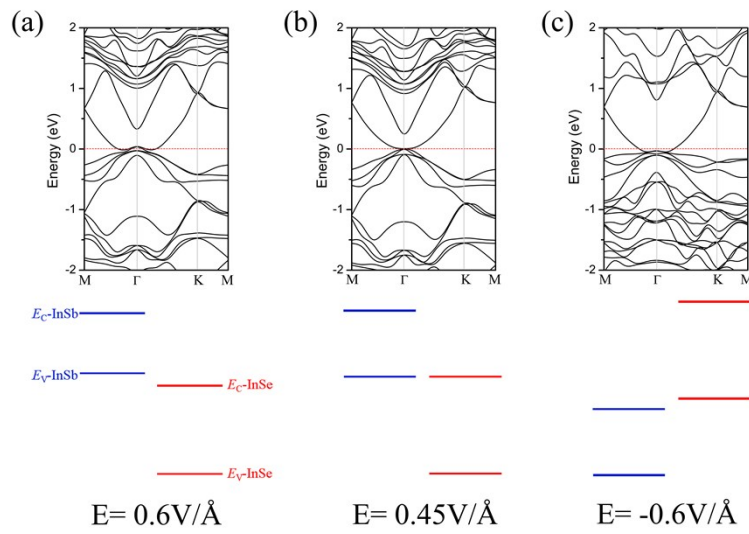 (a)
2
1
0
-1
-2
Energy (eV)
M Γ K M
(b)
2
1
0
-1
-2
Energy (eV)
M Γ K M
(c)
2
1
0
-1
-2
Energy (eV)
M Γ K M
EC-InSb
EV-InSb
EC-InSe
EV-InSe
E= 0.6V/Å
E= 0.45V/Å
E= -0.6V/Å